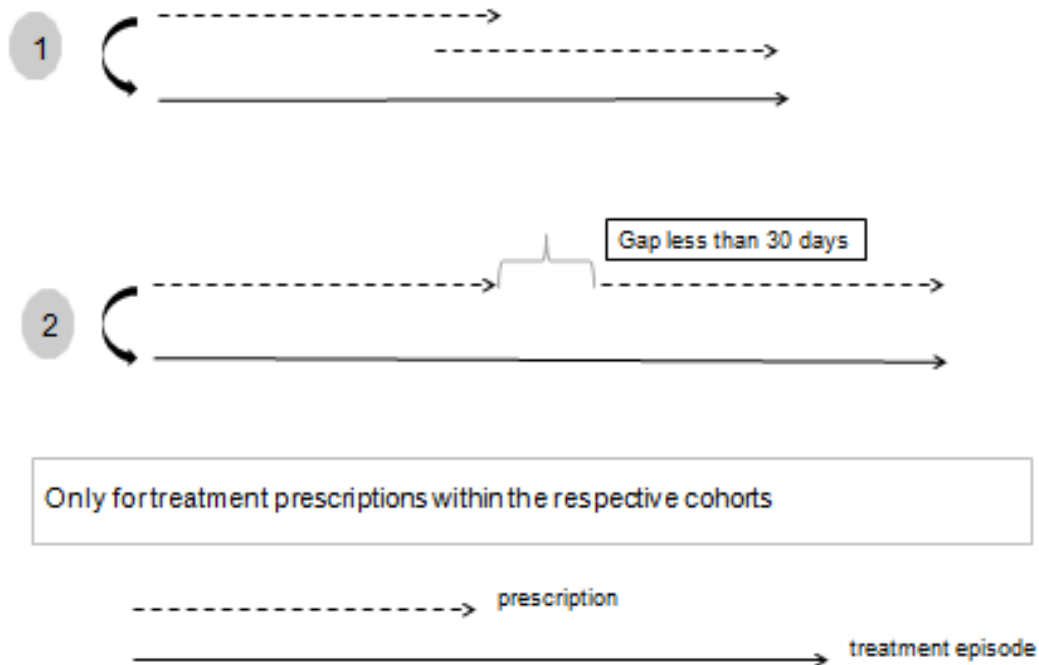 1
Gap less than 30 days
2
Only for treatment prescriptions within the respective cohorts
prescription
treatment episode